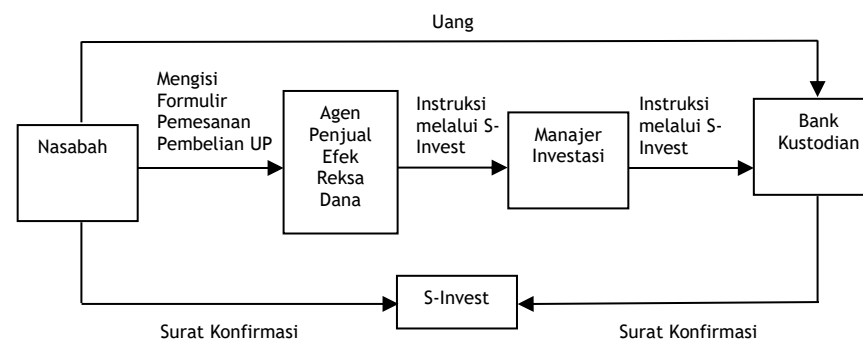 Uang
Mengisi
Formulir
Pemesanan
Pembelian UP
Nasabah
Agen
Penjual
Efek
Reksa
Dana
Instruksi
melalui S-
Invest
Manajer
Investasi
Instruksi
melalui S-
Invest
Bank
Kustodian
S-Invest
Surat Konfirmasi
Surat Konfirmasi